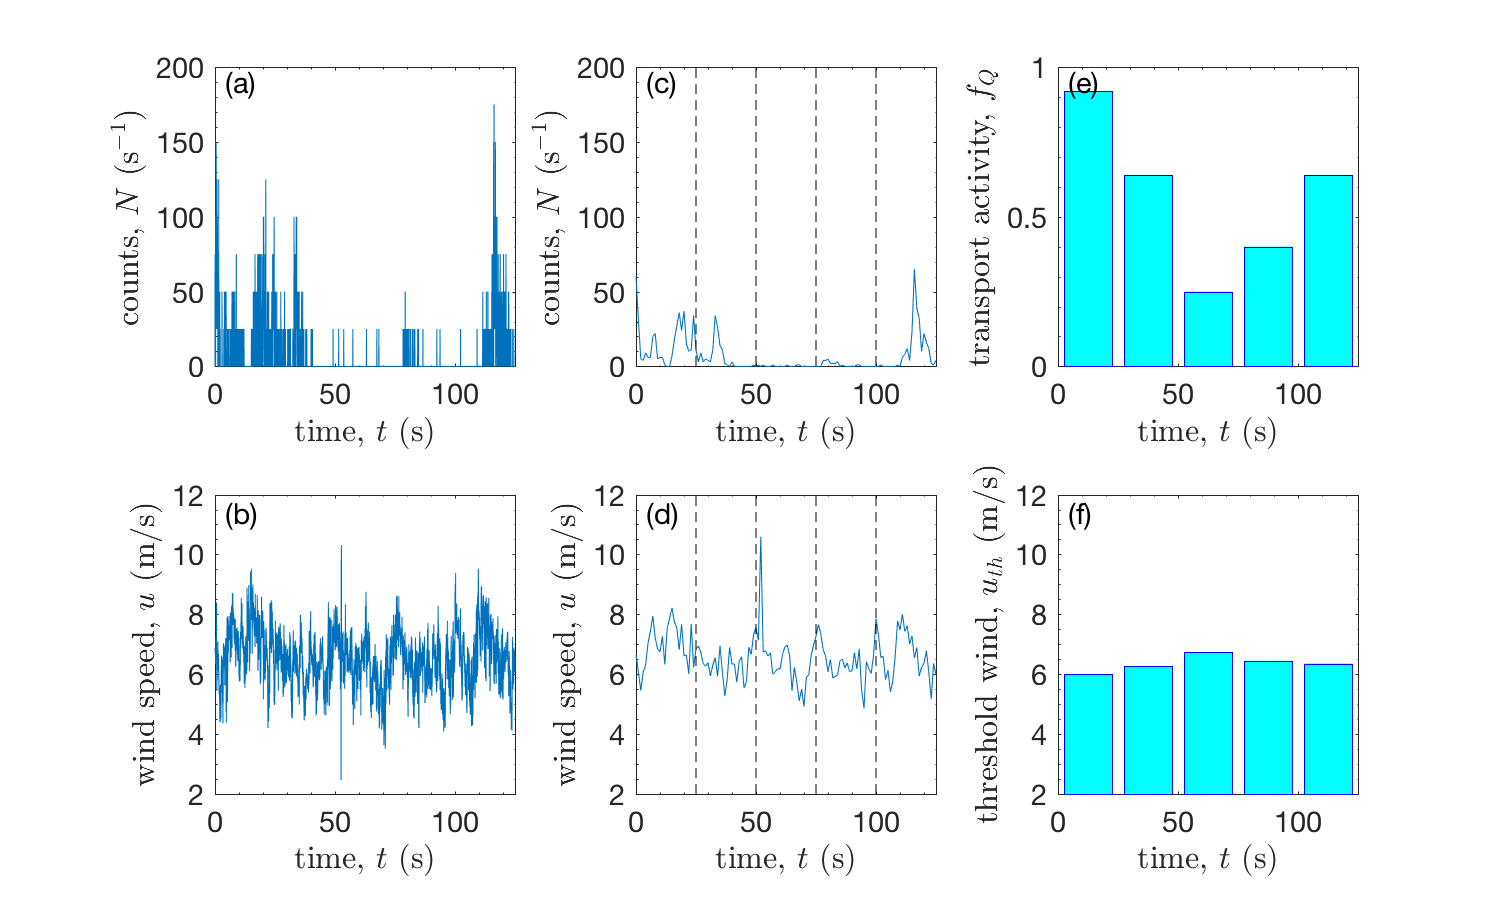 (a)
200
150
100
50
0
counts, N (s⁻¹)
0 50 100
time, t (s)
(c)
200
150
100
50
0
counts, N (s⁻¹)
0 50 100
time, t (s)
(e)
1
0.5
0
transport activity, f_Q
0 50 100
time, t (s)
(b)
12
10
8
6
4
2
wind speed, u (m/s)
0 50 100
time, t (s)
(d)
12
10
8
6
4
2
wind speed, u (m/s)
0 50 100
time, t (s)
(f)
12
10
8
6
4
2
threshold wind, u_th (m/s)
0 50 100
time, t (s)